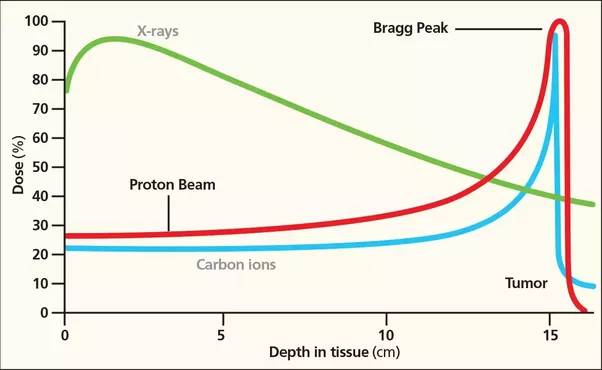 100
90
80
70
60
50
40
30
20
10
0
Dose (%)
X-rays
Bragg Peak
Proton Beam
Carbon ions
Tumor
0
5
10
15
Depth in tissue (cm)